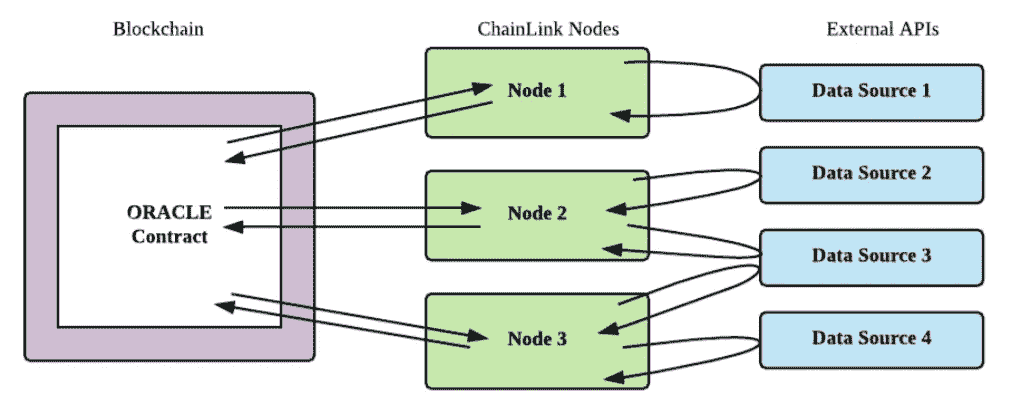 Blockchain
ChainLink Nodes
External APIs
ORACLE
Contract
Node 1
Node 2
Node 3
Data Source 1
Data Source 2
Data Source 3
Data Source 4